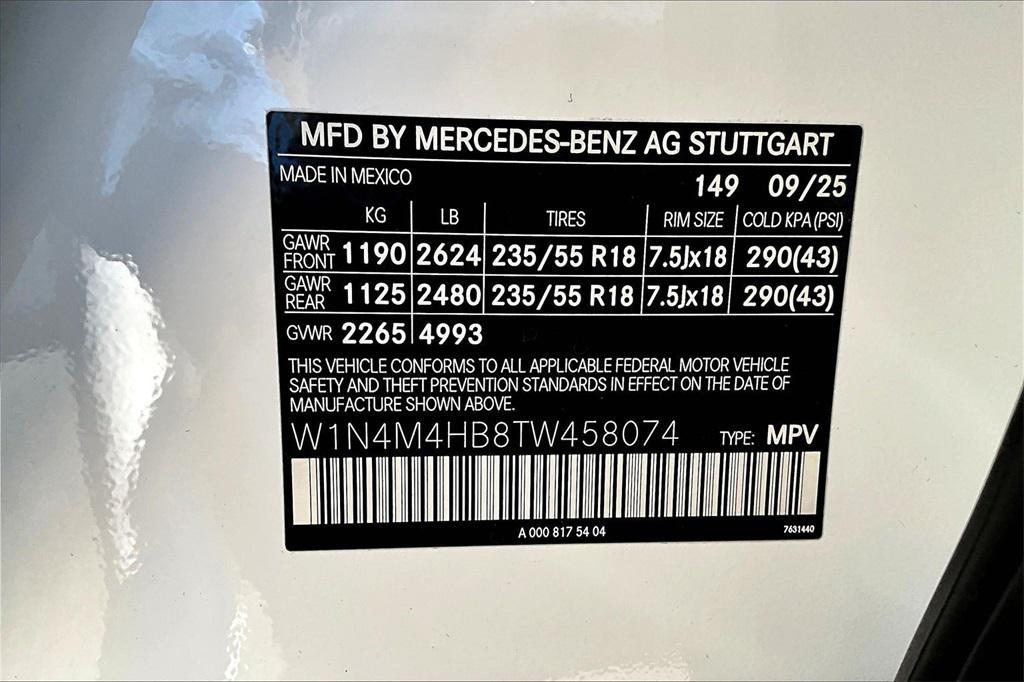 MFD BY MERCEDES-BENZ AG STUTTGART
MADE IN MEXICO 149 09/25
KG LB TIRES RIM SIZE COLD KPA (PSI)
GAWR FRONT 1190 2624 235/55 R18 7.5Jx18 290(43)
GAWR REAR 1125 2480 235/55 R18 7.5Jx18 290(43)
GVWR 2265 4993
THIS VEHICLE CONFORMS TO ALL APPLICABLE FEDERAL MOTOR VEHICLE
SAFETY AND THEFT PREVENTION STANDARDS IN EFFECT ON THE DATE OF
MANUFACTURE SHOWN ABOVE.
W1N4M4HB8TW458074 TYPE: MPV
A 000 817 54 04 7631440